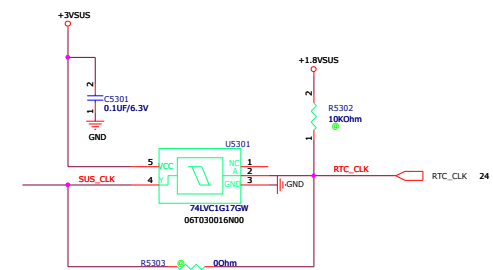 +3VSUS
+1.8VSUS
2
C5301
0.1UF/6.3V
1
GND
2
R5302
10KOhm
@
1
U5301
5
VCC
NC
1
A
2
RTC_CLK
RTC_CLK 24
SUS_CLK
4
Y
GND
3
GND
74LVC1G17GW
06T030016N00
R5303
@
0Ohm